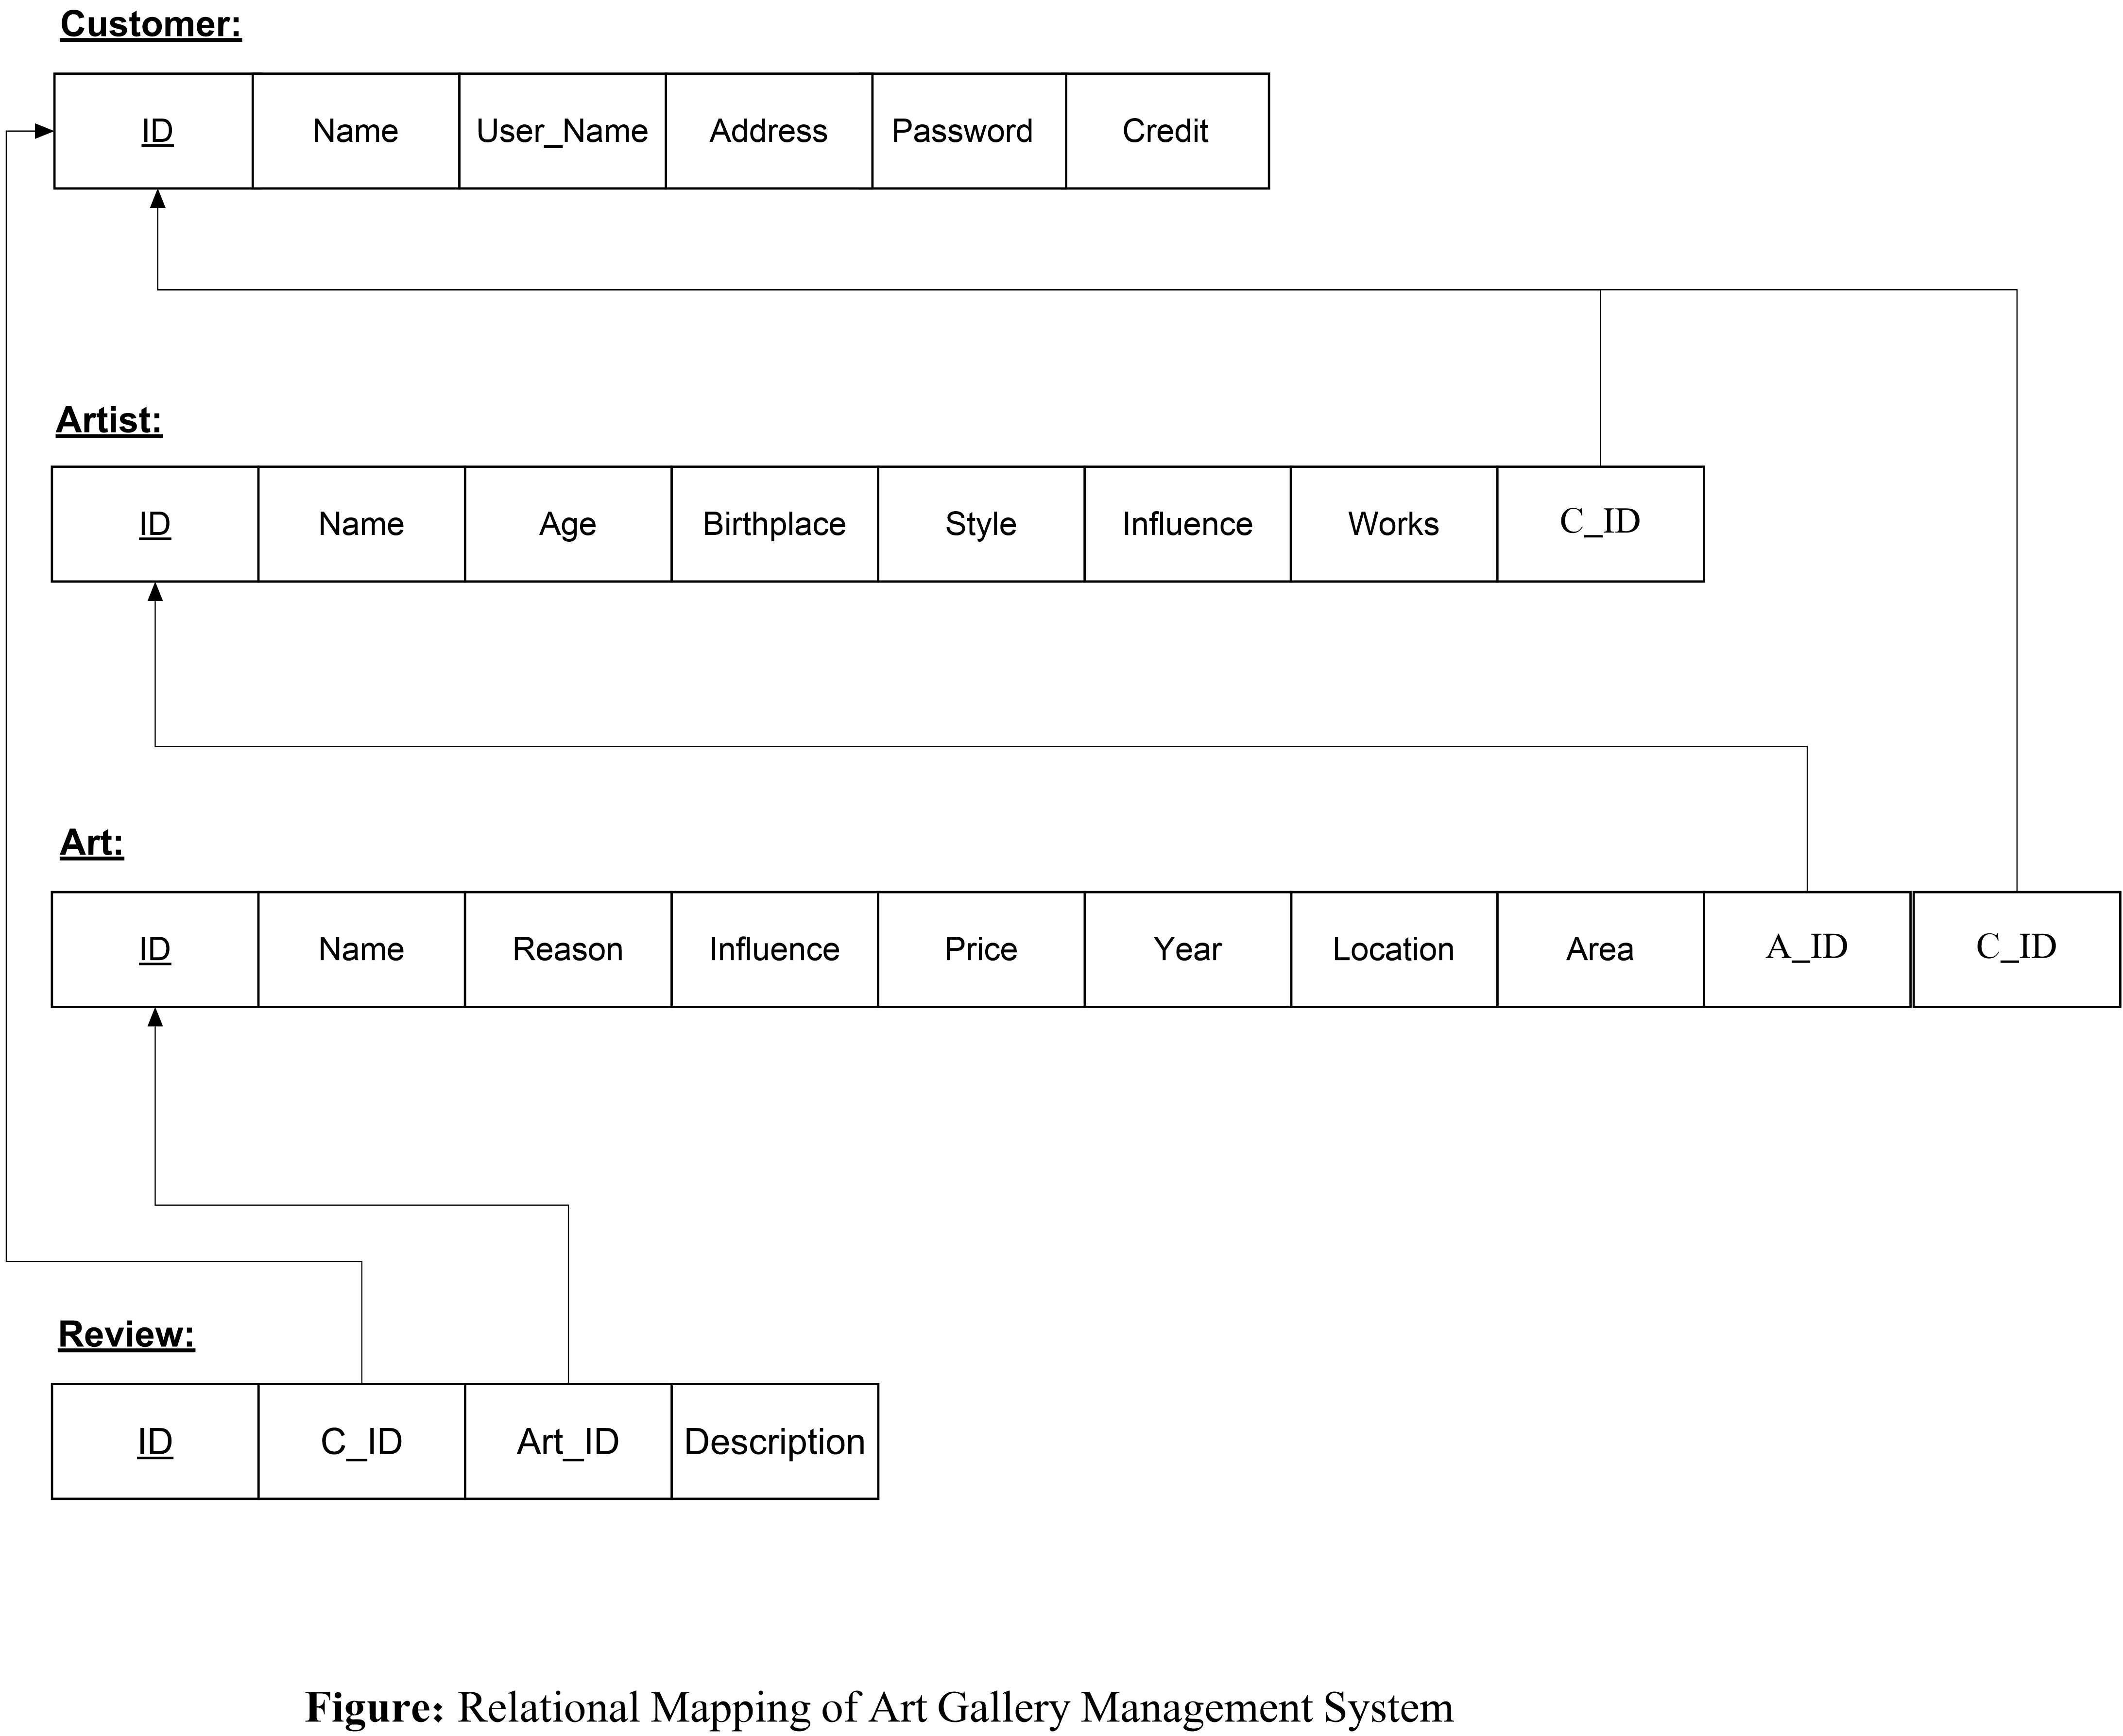 Customer:
ID Name User_Name Address Password Credit
Artist:
ID Name Age Birthplace Style Influence Works C_ID
Art:
ID Name Reason Influence Price Year Location Area A_ID C_ID
Review:
ID C_ID Art_ID Description
Figure: Relational Mapping of Art Gallery Management System